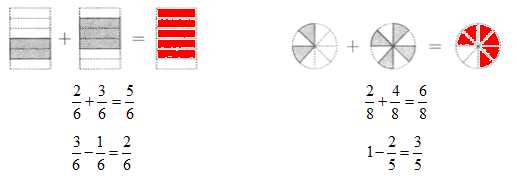 + =
+ =
2/6 + 3/6 = 5/6
2/8 + 4/8 = 6/8
3/6 − 1/6 = 2/6
1 − 2/5 = 3/5